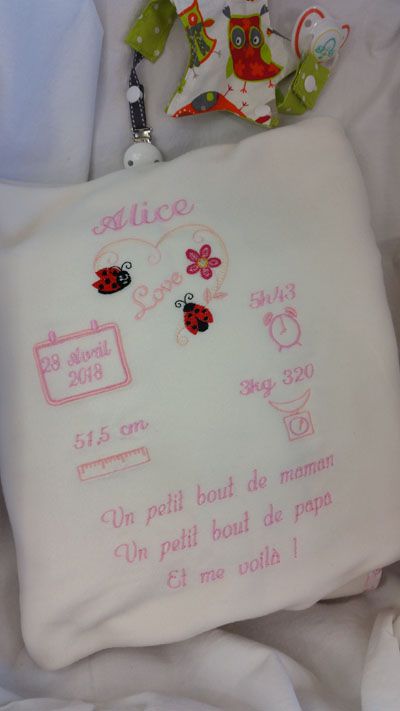 Alice
Love
5h43
28 Avril
2018
3kg 320
51,5 cm
Un petit bout de maman
Un petit bout de papa
Et me voilà !